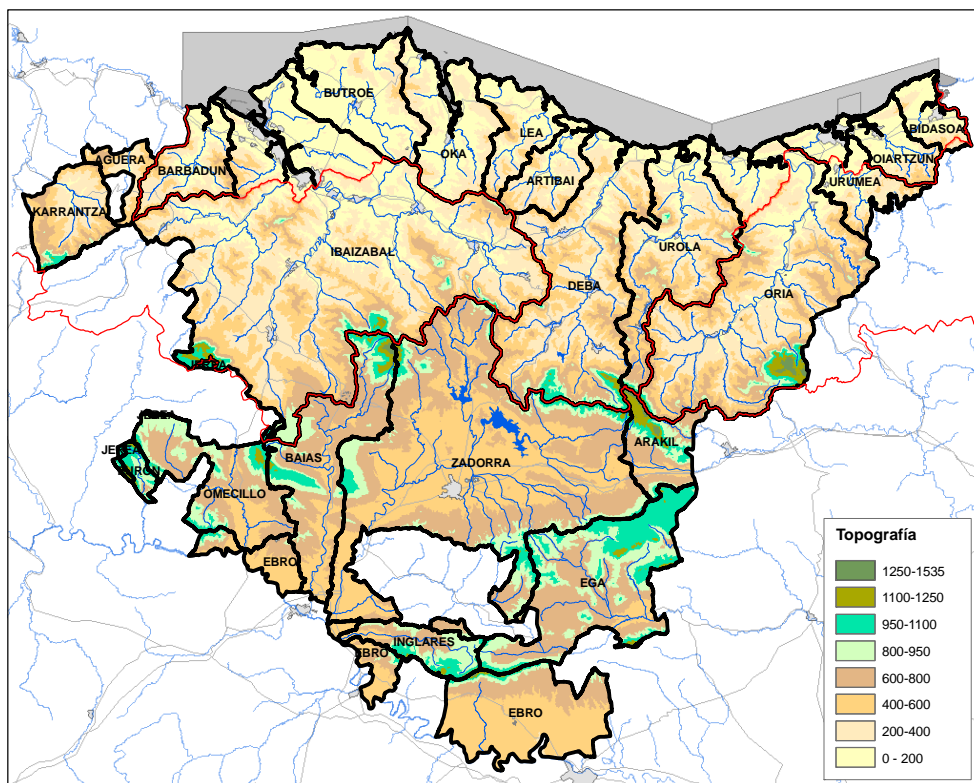 BUTROE
BIDASOA
LEA
OKA
OIARTZUN
AGUERA
BARBADUN
ARTIBAI
URUMEA
KARRANTZA
UROLA
IBAIZABAL
DEBA
ORIA
JEREA
BAIAS
ARAKIL
ZADORRA
PURON
OMECILLO
EBRO
EGA
INGLARES
EBRO
EBRO
Topografía
1250-1535
1100-1250
950-1100
800-950
600-800
400-600
200-400
0 - 200